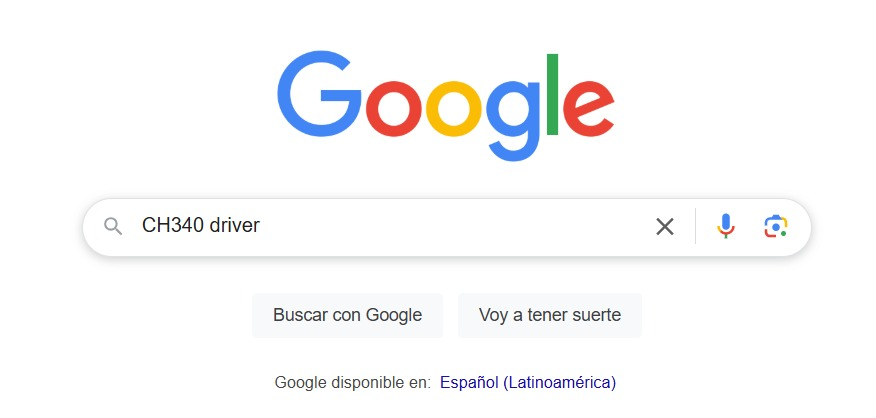 Google
CH340 driver
Buscar con Google
Voy a tener suerte
Google disponible en: Español (Latinoamérica)